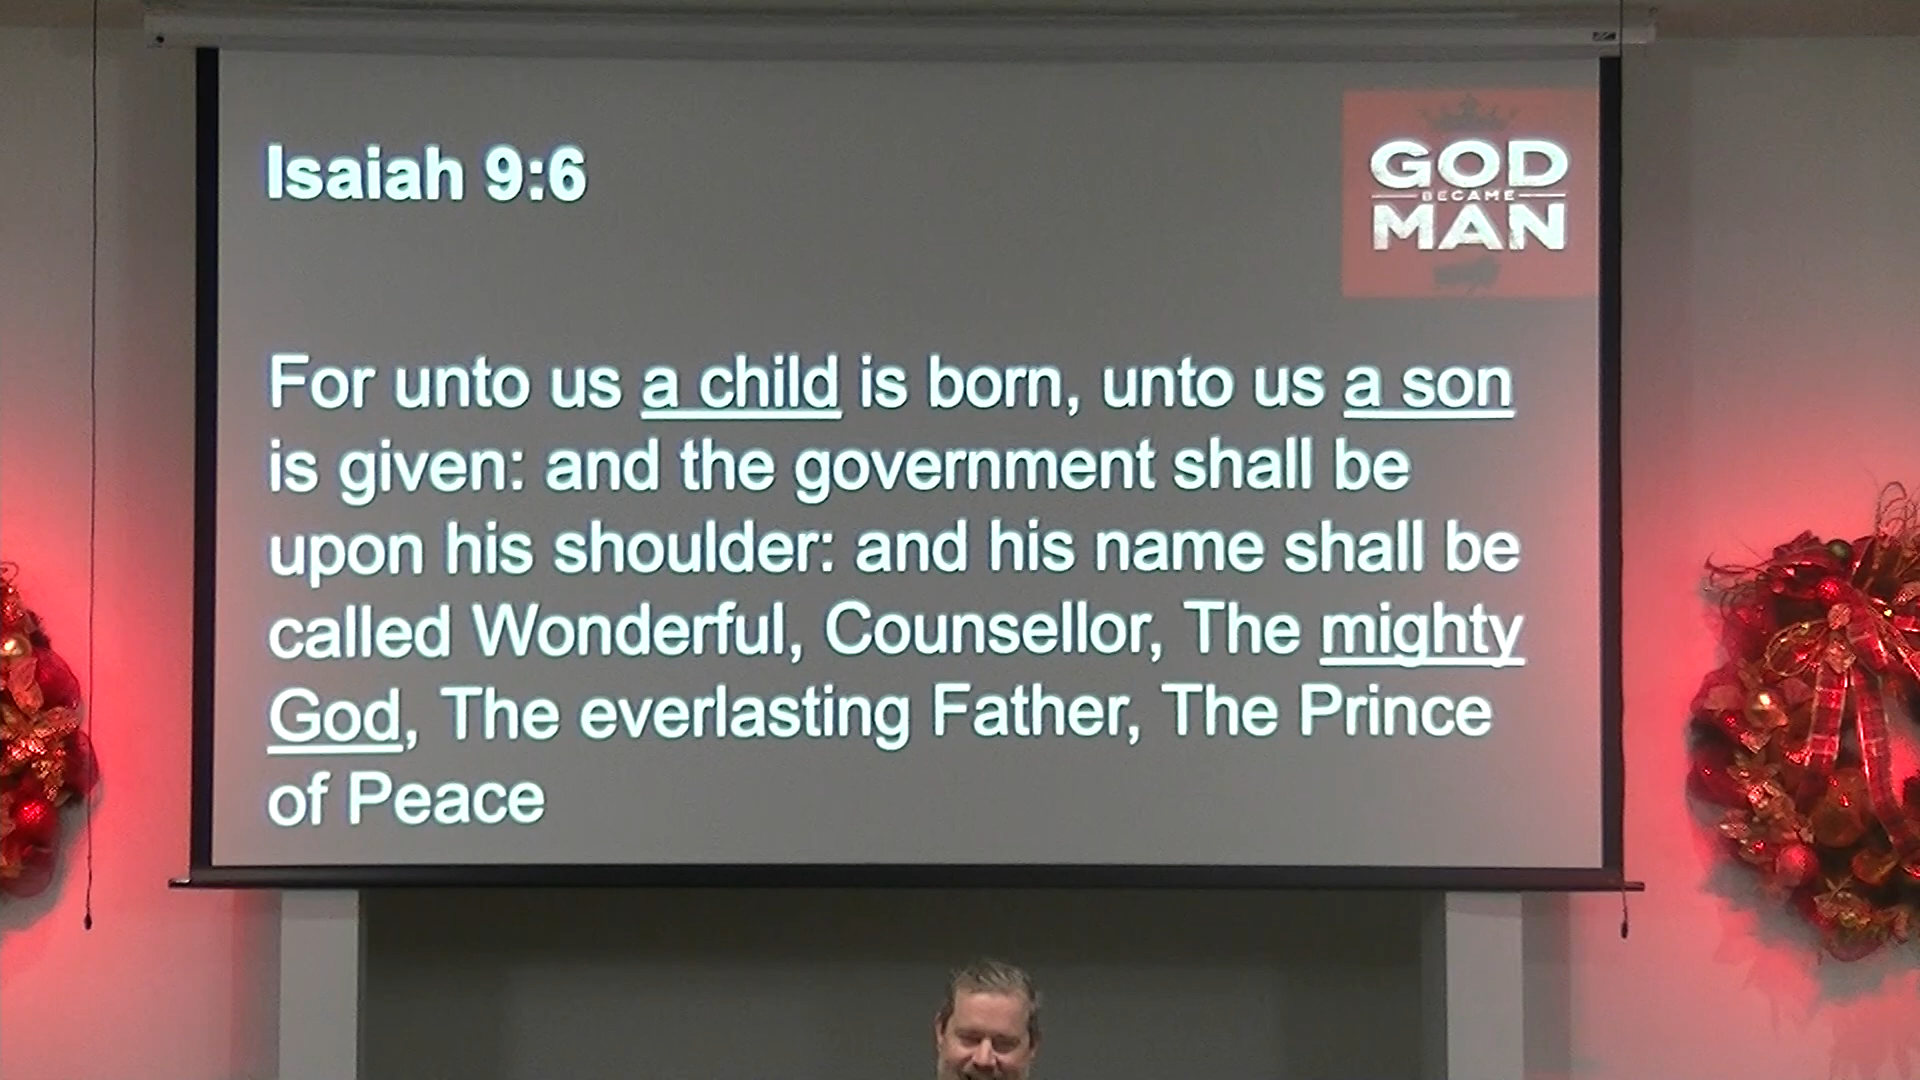 Isaiah 9:6
GOD
BECAME
MAN
For unto us a child is born, unto us a son
is given: and the government shall be
upon his shoulder: and his name shall be
called Wonderful, Counsellor, The mighty
God, The everlasting Father, The Prince
of Peace